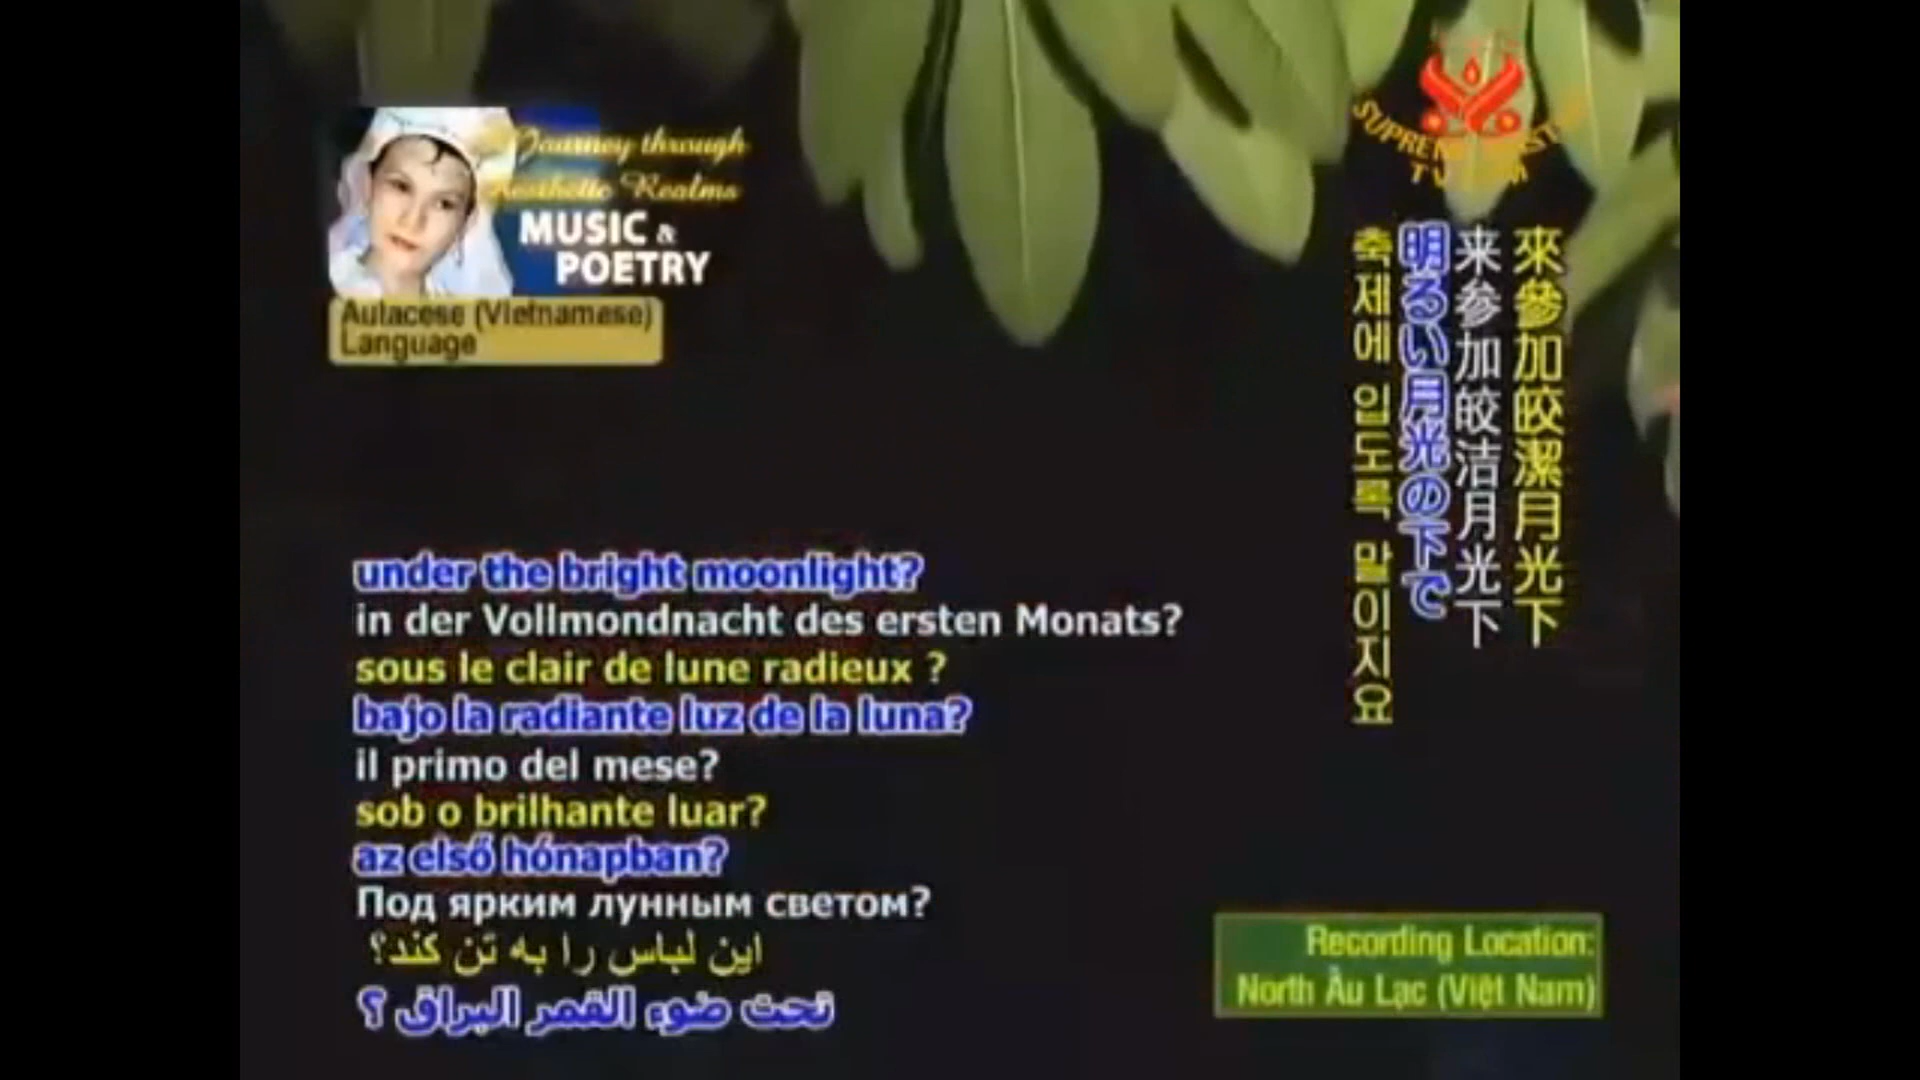 A Journey through
Aesthetic Realms
MUSIC &
POETRY
Aulacese (Vietnamese)
Language
SUPREME MASTER
TV
來參加皎潔月光下
来参加皎洁月光下
明るい月光の下で
축제에 입도록 말이지요
under the bright moonlight?
in der Vollmondnacht des ersten Monats?
sous le clair de lune radieux ?
bajo la radiante luz de la luna?
il primo del mese?
sob o brilhante luar?
az első hónapban?
Под ярким лунным светом?
این لباس را به تن کند؟
تحت ضوء القمر البراق ؟
Recording Location:
North Âu Lạc (Việt Nam)